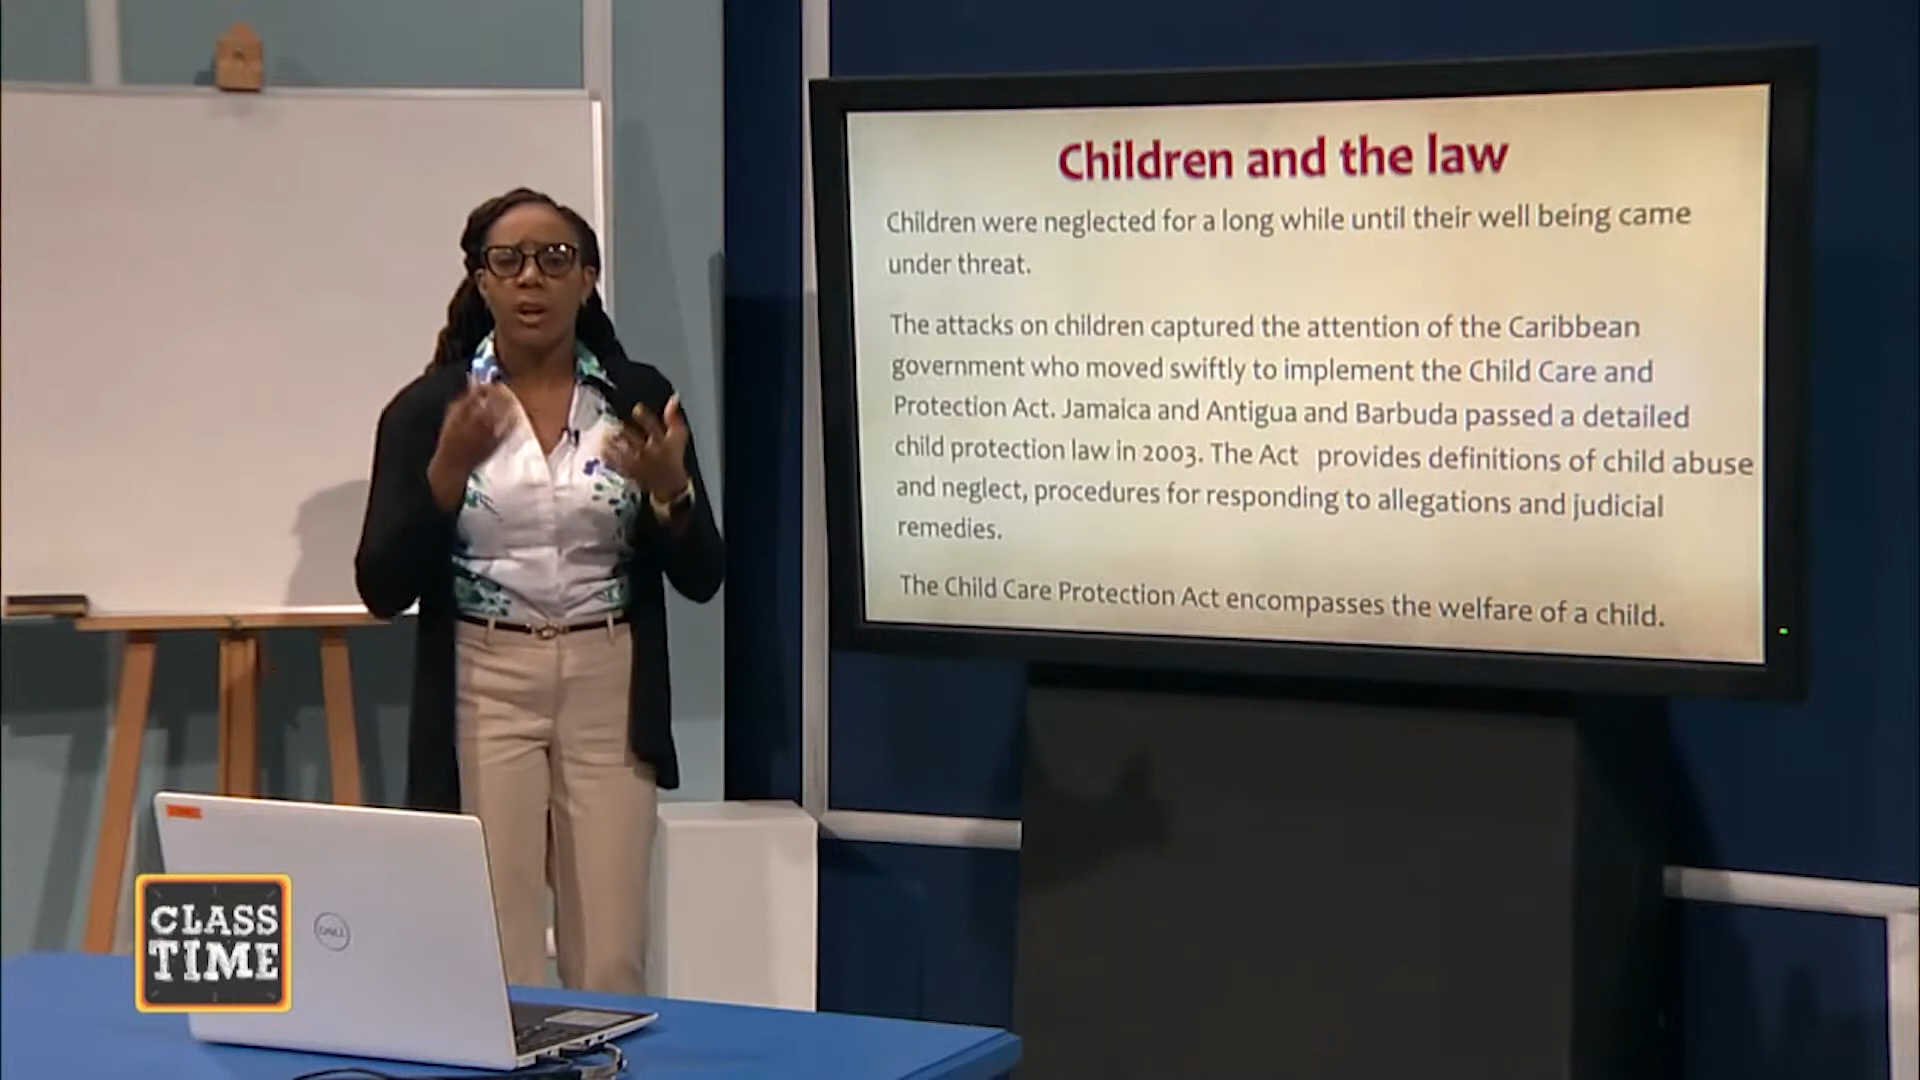 Children and the law
Children were neglected for a long while until their well being came
under threat.
The attacks on children captured the attention of the Caribbean
government who moved swiftly to implement the Child Care and
Protection Act. Jamaica and Antigua and Barbuda passed a detailed
child protection law in 2003. The Act provides definitions of child abuse
and neglect, procedures for responding to allegations and judicial
remedies.
The Child Care Protection Act encompasses the welfare of a child.
CLASS
TIME
DELL